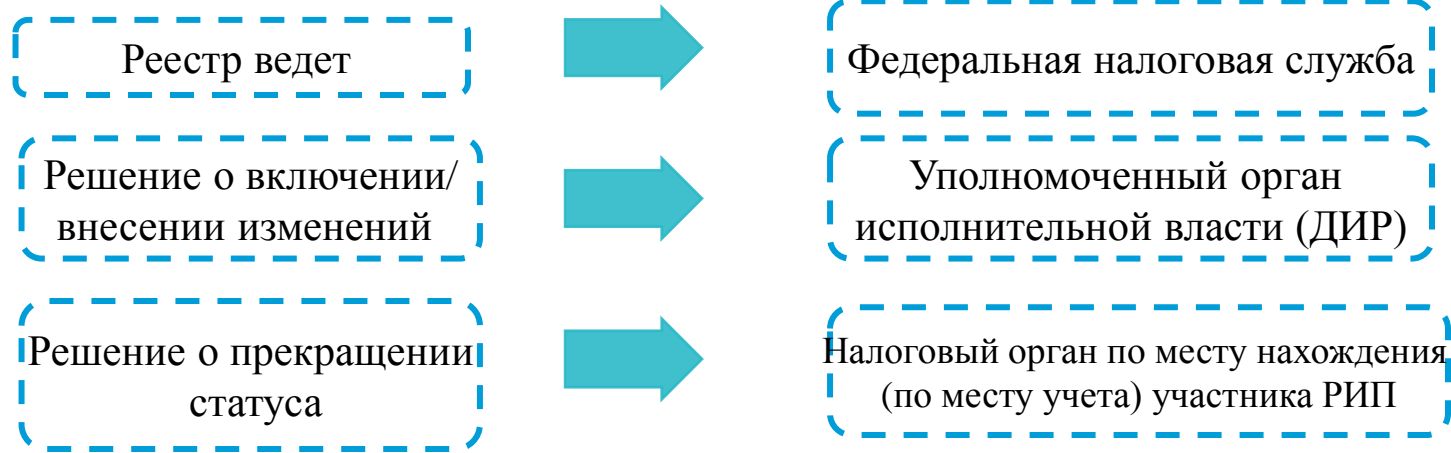 Реестр ведет
Федеральная налоговая служба
Решение о включении/
внесении изменений
Уполномоченный орган
исполнительной власти (ДИР)
Решение о прекращении
статуса
Налоговый орган по месту нахождения
(по месту учета) участника РИП